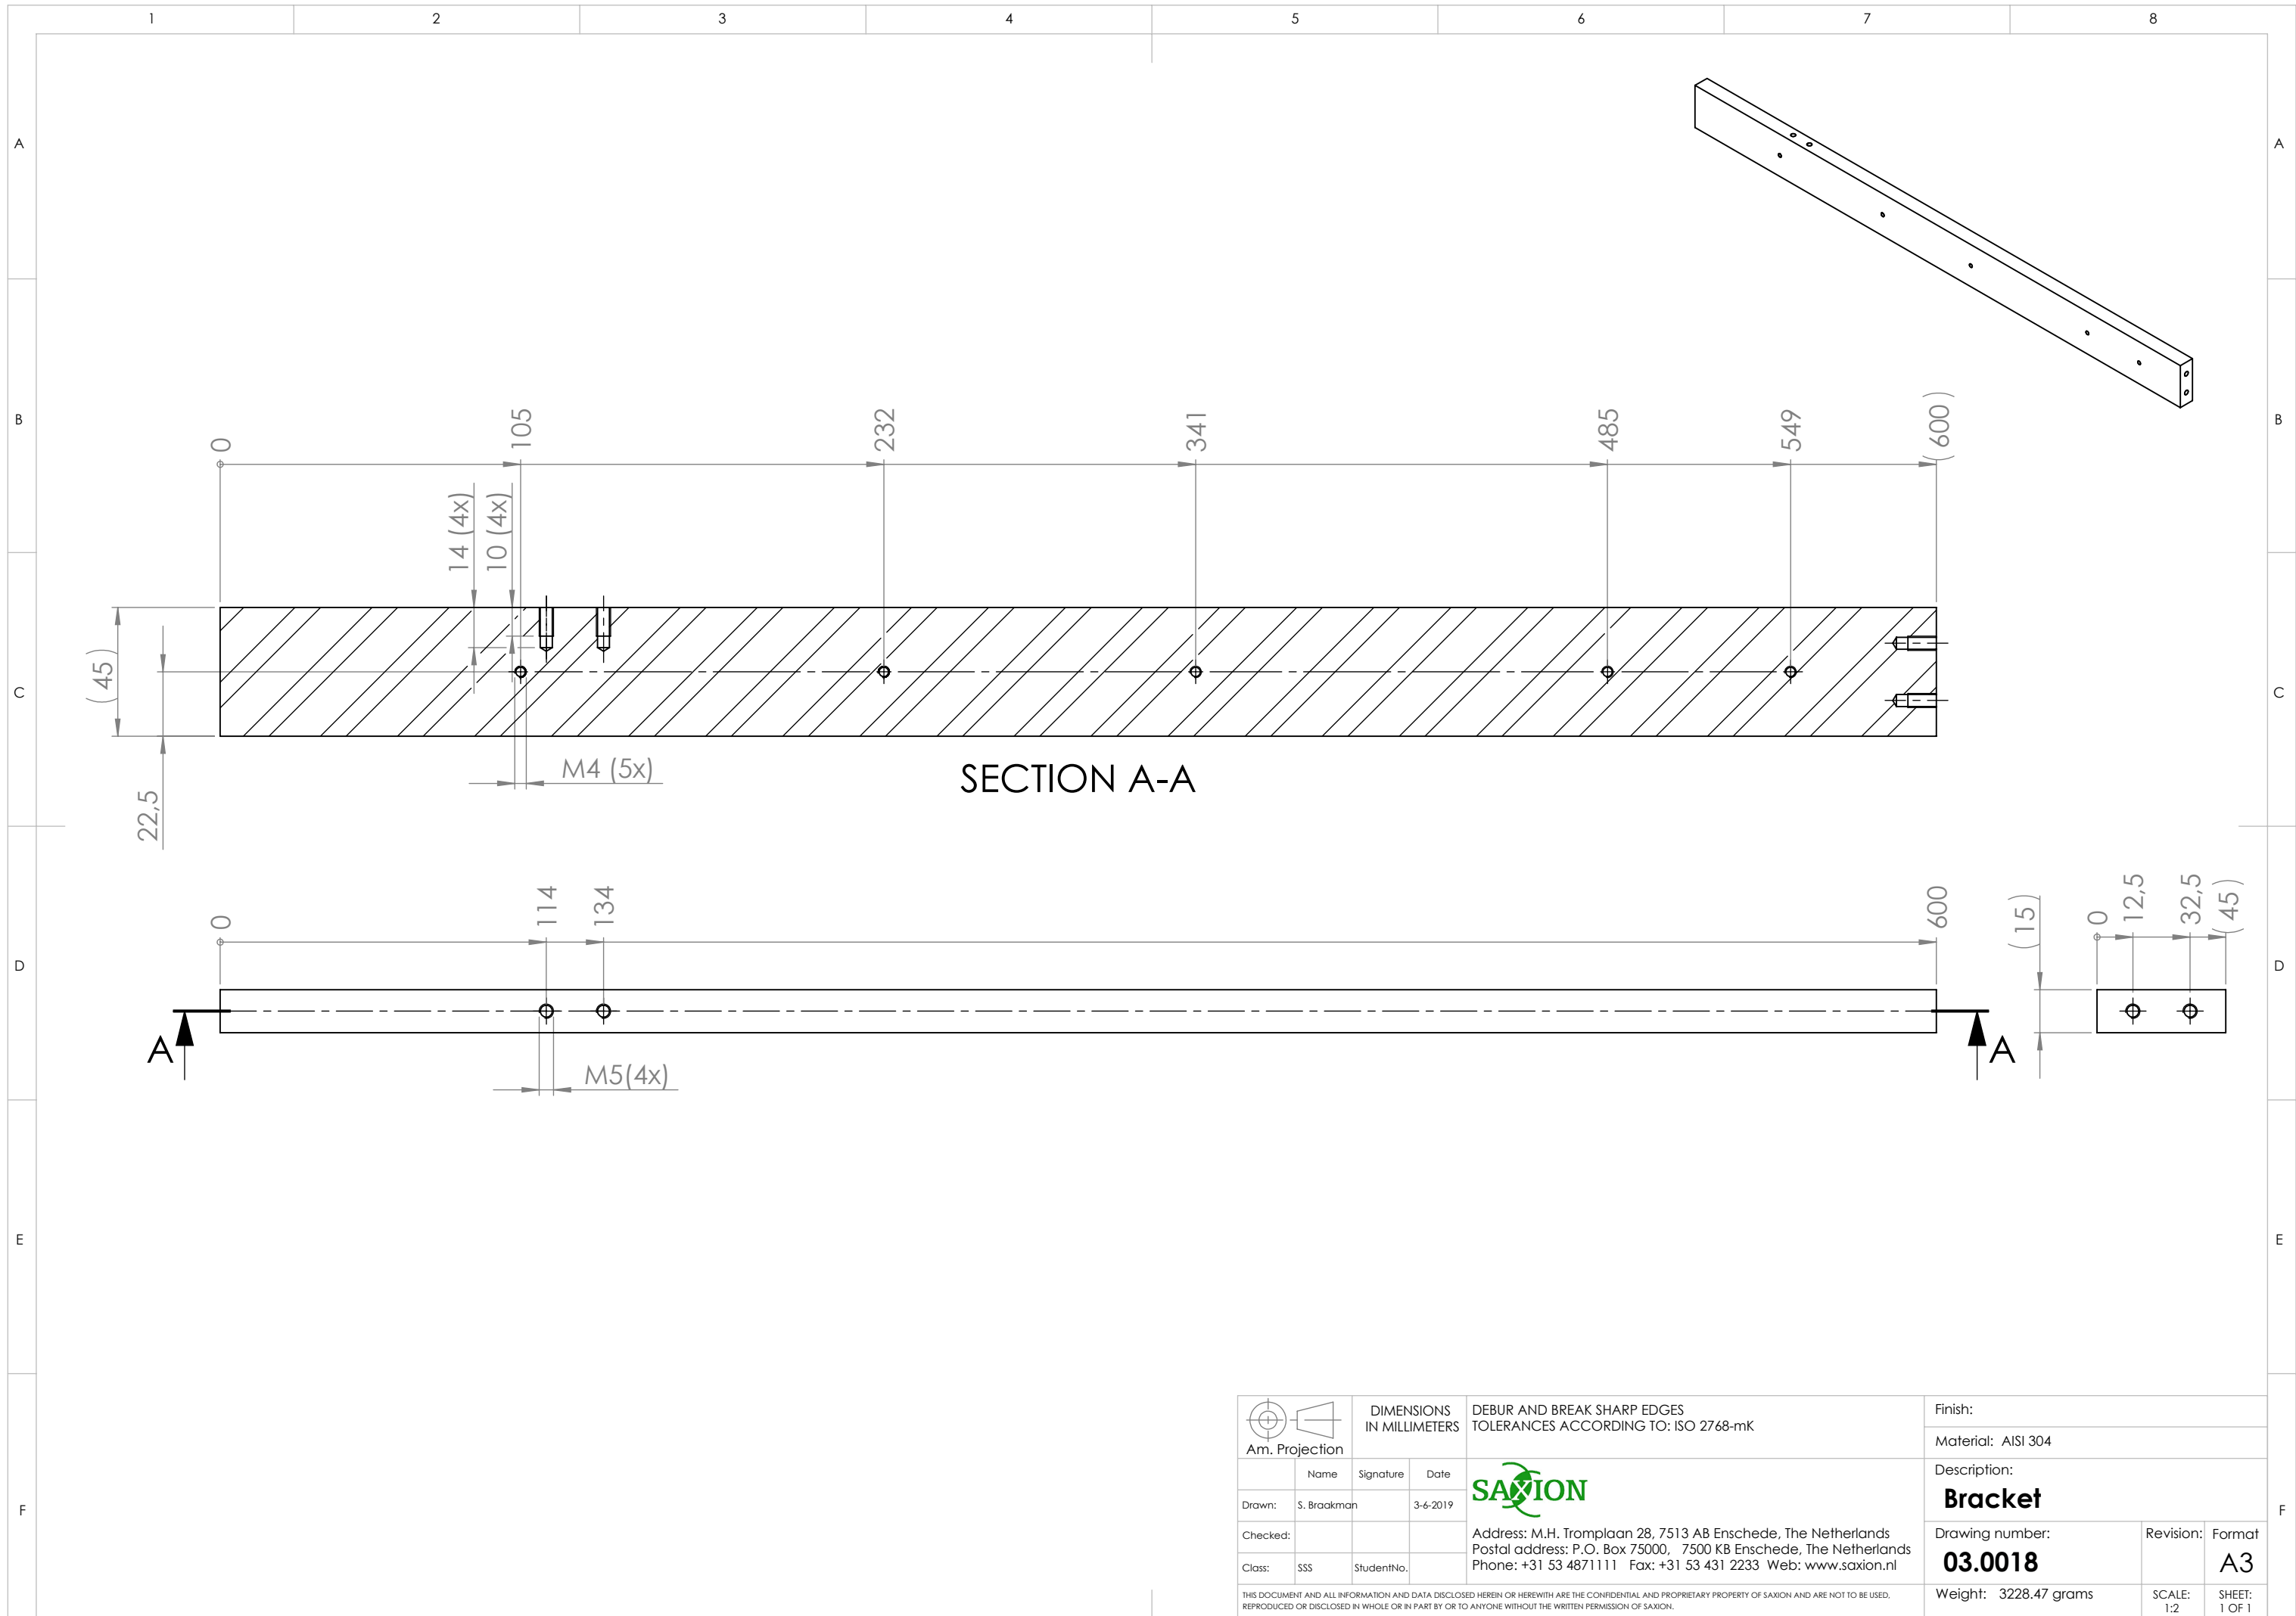 1 2 3 4 5 6 7 8
A A
B B
C C
D D
E E
F F
0 105 232 341 485 549 (600)
14 (4x) 10 (4x)
(45)
22,5
M4 (5x)
SECTION A-A
0 114 134 600
(15)
0 12,5 32,5 (45)
A A
M5(4x)
Am. Projection
DIMENSIONS
IN MILLIMETERS
DEBUR AND BREAK SHARP EDGES
TOLERANCES ACCORDING TO: ISO 2768-mK
Finish:
Material: AISI 304
Name Signature Date
Drawn: S. Braakman 3-6-2019
Checked:
Class: SSS StudentNo.
SAXION
Address: M.H. Tromplaan 28, 7513 AB Enschede, The Netherlands
Postal address: P.O. Box 75000, 7500 KB Enschede, The Netherlands
Phone: +31 53 4871111 Fax: +31 53 431 2233 Web: www.saxion.nl
Description:
Bracket
Drawing number:
03.0018
Revision:
Format
A3
THIS DOCUMENT AND ALL INFORMATION AND DATA DISCLOSED HEREIN OR HEREWITH ARE THE CONFIDENTIAL AND PROPRIETARY PROPERTY OF SAXION AND ARE NOT TO BE USED,
REPRODUCED OR DISCLOSED IN WHOLE OR IN PART BY OR TO ANYONE WITHOUT THE WRITTEN PERMISSION OF SAXION.
Weight: 3228.47 grams
SCALE:
1:2
SHEET:
1 OF 1